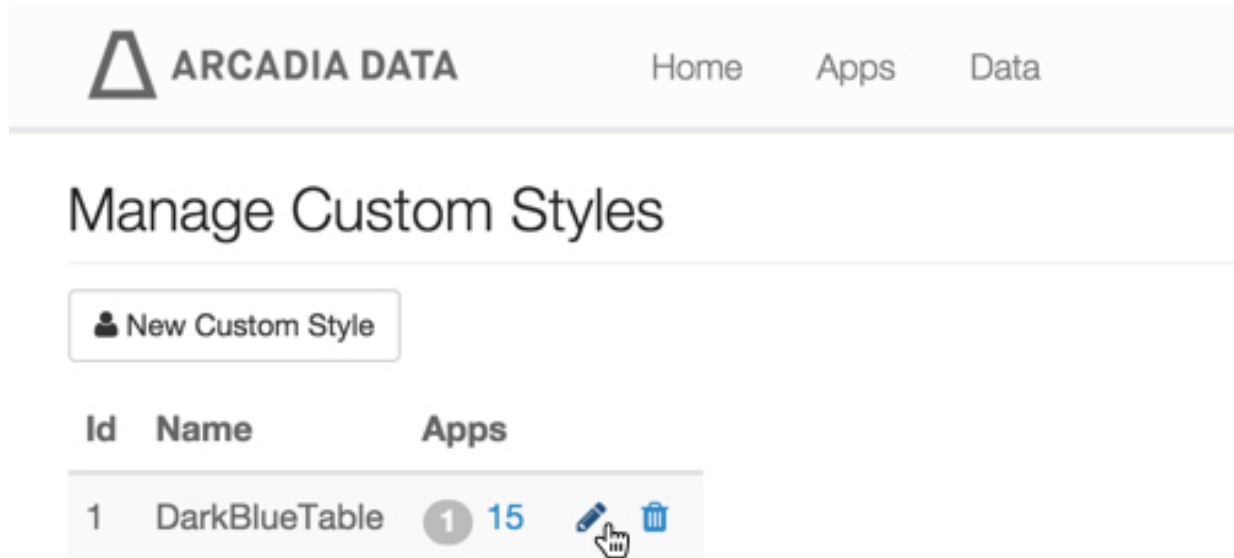 ARCADIA DATA Home Apps Data
Manage Custom Styles
New Custom Style
Id Name Apps
1 DarkBlueTable 1 15